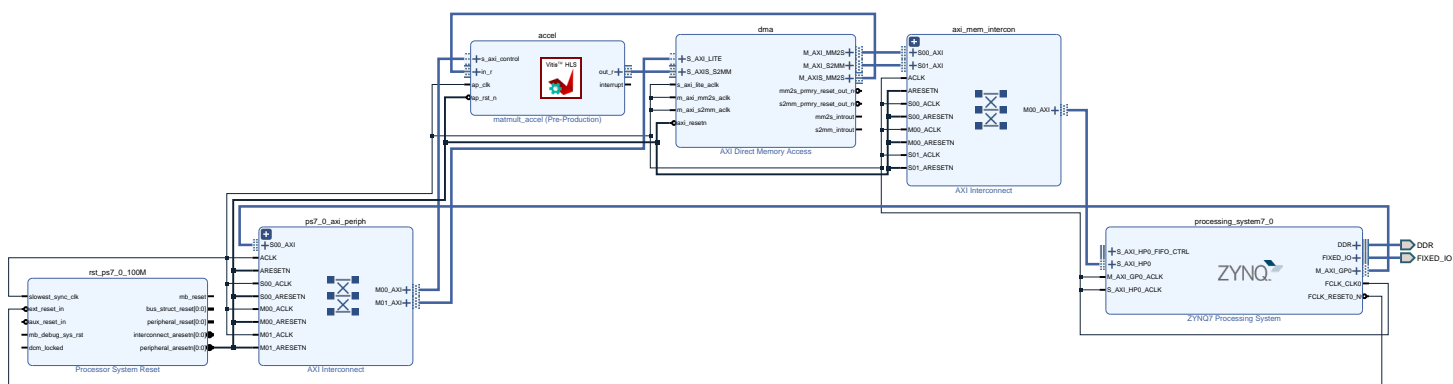 accel
s_axi_control
in_r
ap_clk
ap_rst_n
Vitis™ HLS
out_r
interrupt
matmult_accel (Pre-Production)
dma
S_AXI_LITE
S_AXIS_S2MM
s_axi_lite_aclk
m_axi_mm2s_aclk
m_axi_s2mm_aclk
axi_resetn
M_AXI_MM2S
M_AXI_S2MM
M_AXIS_MM2S
mm2s_prmry_reset_out_n
s2mm_prmry_reset_out_n
mm2s_introut
s2mm_introut
AXI Direct Memory Access
axi_mem_intercon
S00_AXI
S01_AXI
ACLK
ARESETN
S00_ACLK
S00_ARESETN
M00_ACLK
M00_ARESETN
S01_ACLK
S01_ARESETN
M00_AXI
AXI Interconnect
rst_ps7_0_100M
slowest_sync_clk
ext_reset_in
aux_reset_in
mb_debug_sys_rst
dcm_locked
mb_reset
bus_struct_reset[0:0]
peripheral_reset[0:0]
interconnect_aresetn[0:0]
peripheral_aresetn[0:0]
Processor System Reset
ps7_0_axi_periph
S00_AXI
ACLK
ARESETN
S00_ACLK
S00_ARESETN
M00_ACLK
M00_ARESETN
M01_ACLK
M01_ARESETN
M00_AXI
M01_AXI
AXI Interconnect
processing_system7_0
S_AXI_HP0_FIFO_CTRL
S_AXI_HP0
M_AXI_GP0_ACLK
S_AXI_HP0_ACLK
ZYNQ
DDR
FIXED_IO
M_AXI_GP0
FCLK_CLK0
FCLK_RESET0_N
ZYNQ7 Processing System
DDR
FIXED_IO